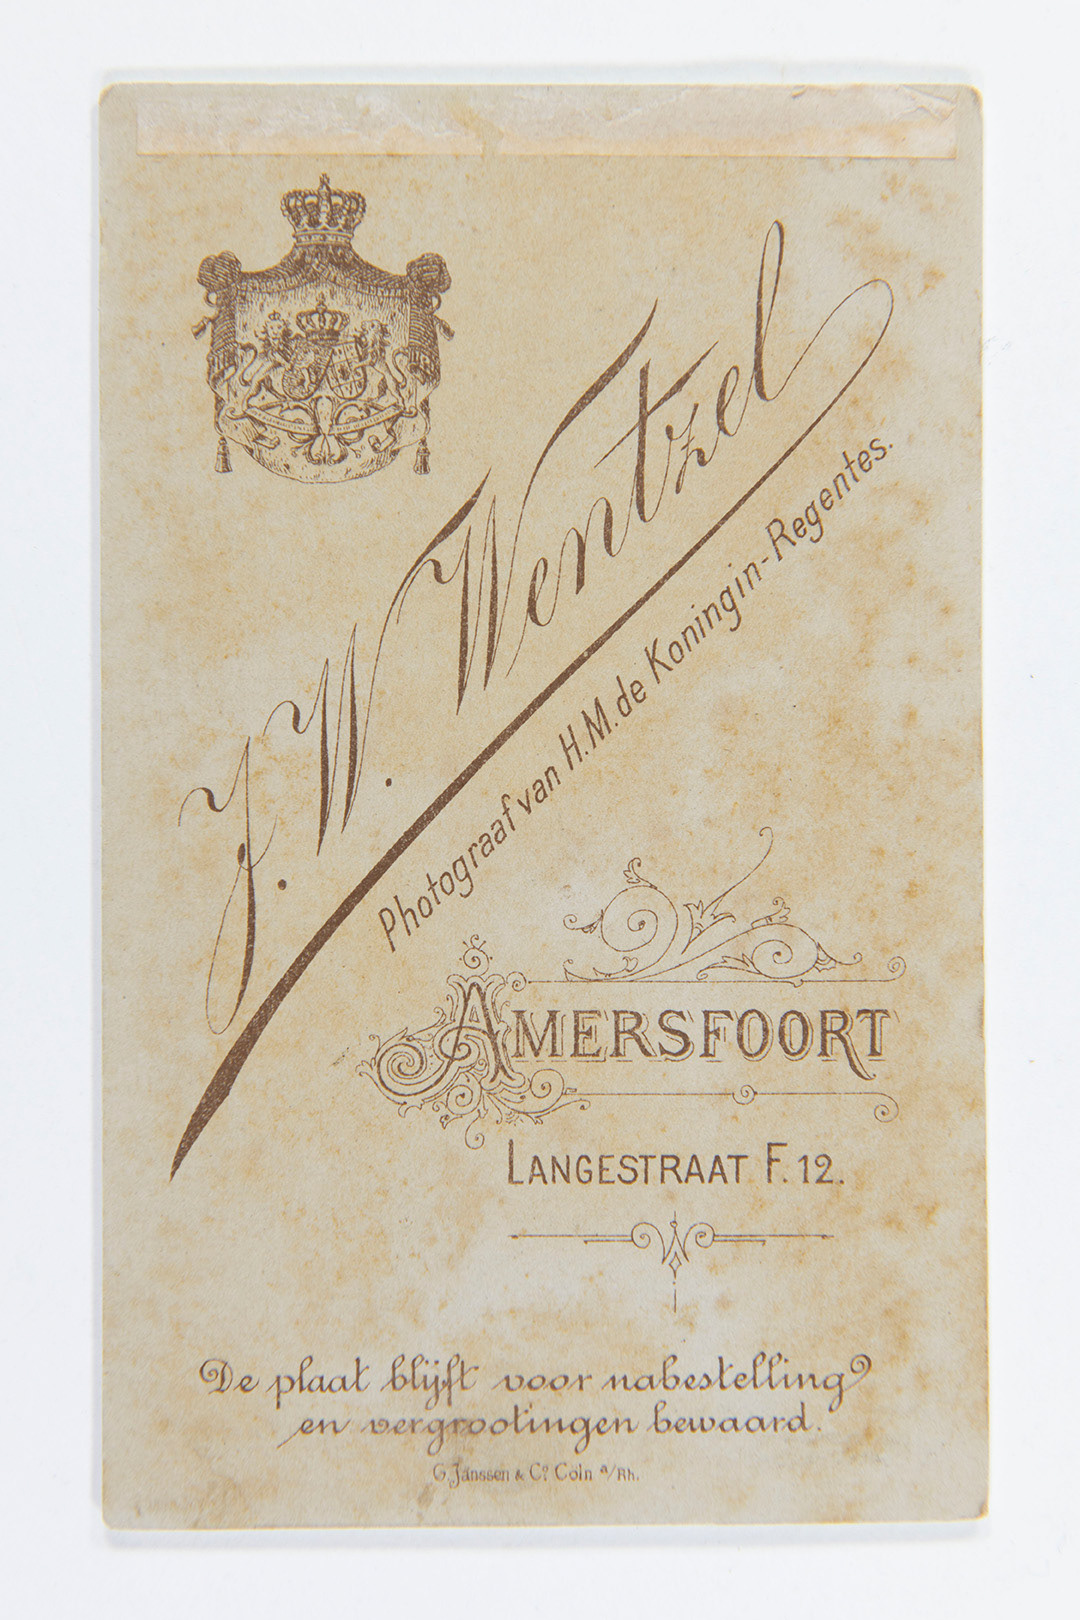 J. W. Wentzel
Photograaf van H.M. de Koningin-Regentes.
AMERSFOORT
LANGESTRAAT F. 12.
De plaat blijft voor nabestelling
en vergrootingen bewaard.
G. Janssen & Cº Cöln a/Rh.